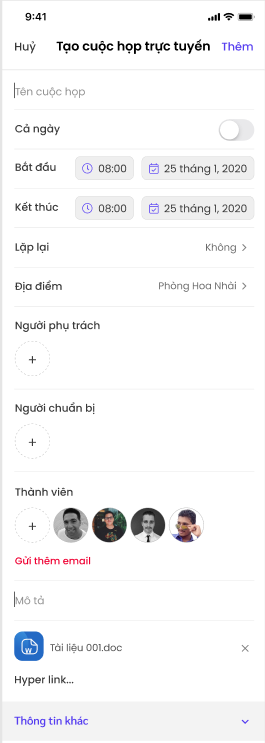 9:41
Huỷ Tạo cuộc họp trực tuyến Thêm
Tên cuộc họp
Cả ngày
Bắt đầu 08:00 25 tháng 1, 2020
Kết thúc 08:00 25 tháng 1, 2020
Lặp lại Không
Địa điểm Phòng Hoa Nhài
Người phụ trách
+
Người chuẩn bị
+
Thành viên
+
Gửi thêm email
Mô tả
W Tài liệu 001.doc
Hyper link...
Thông tin khác